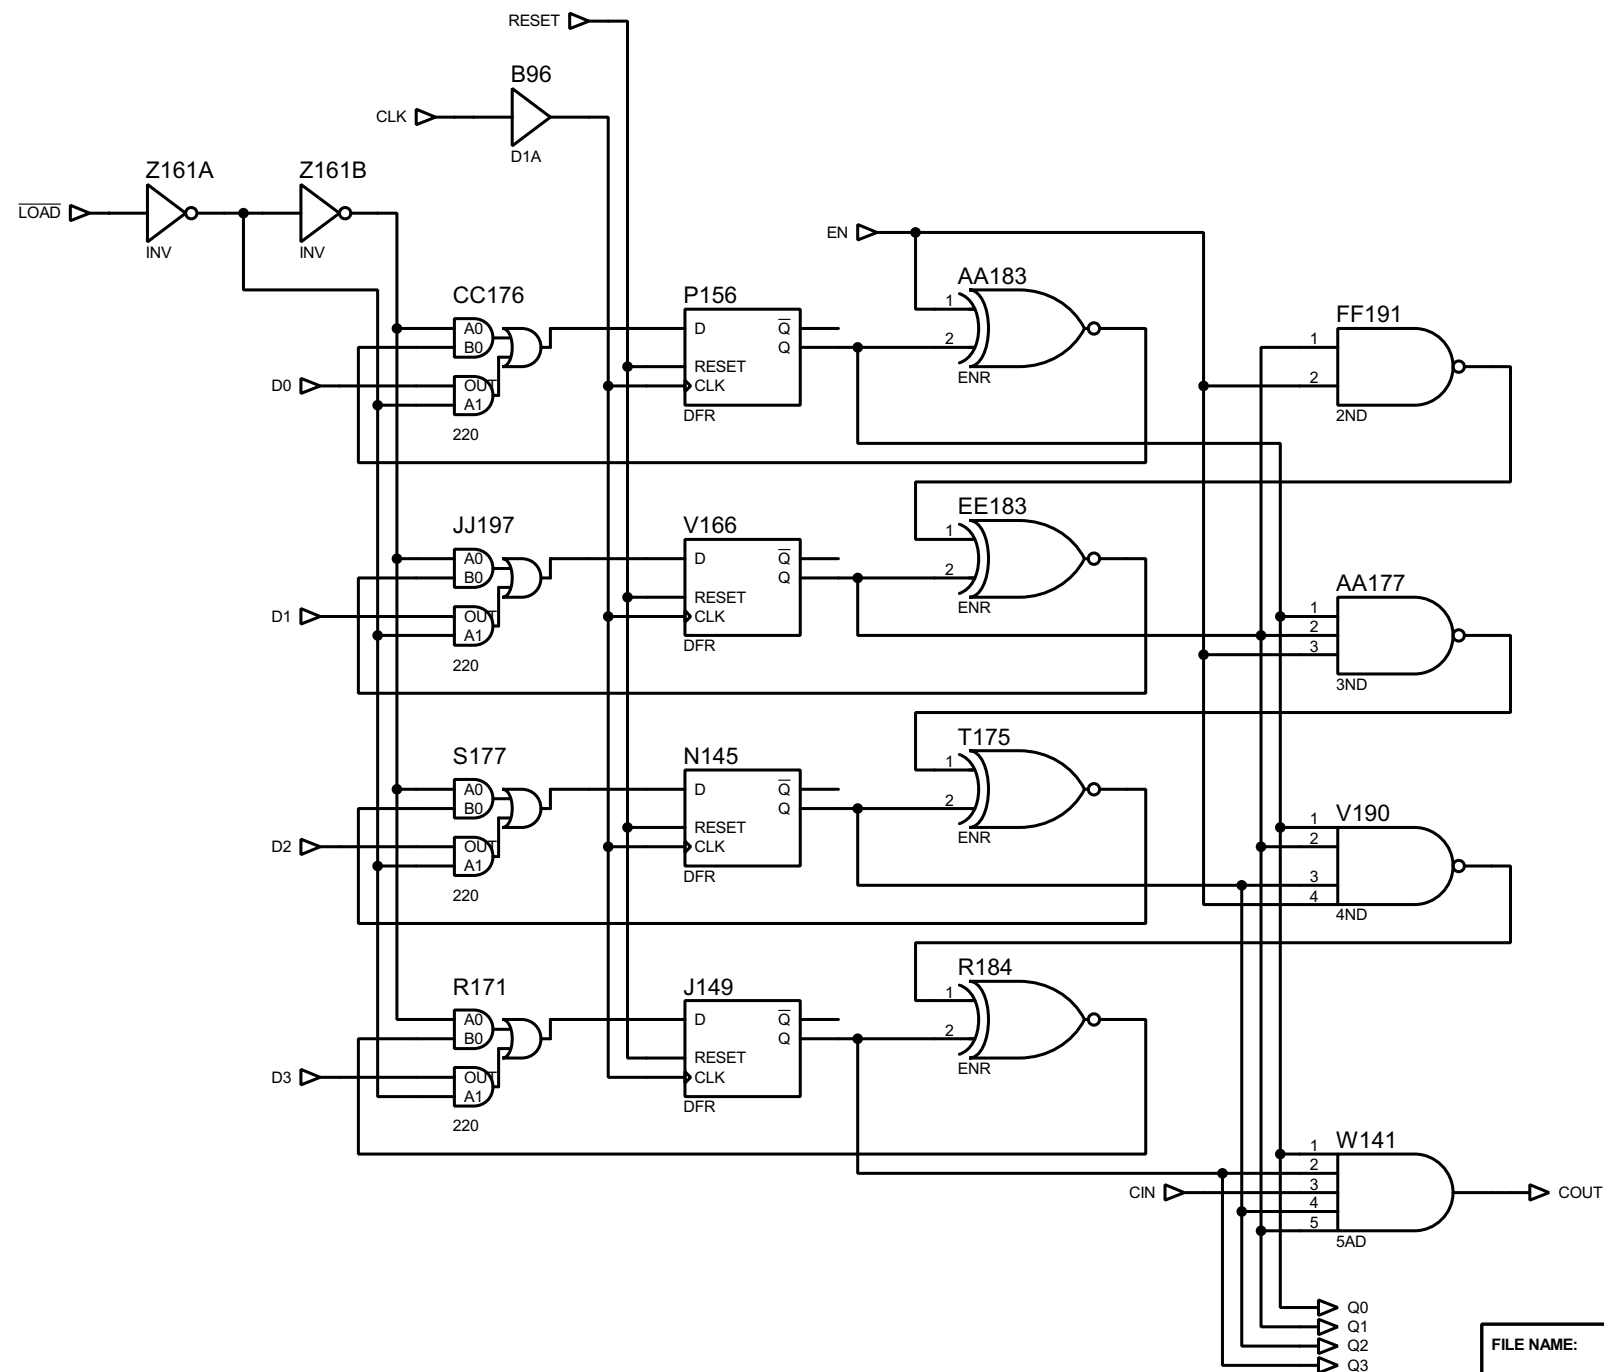 RESET
B96
CLK
D1A
Z161A
Z161B
LOAD
INV
INV
EN
AA183
CC176
P156
1
FF191
A0
D
Q
B0
Q
2
1
RESET
ENR
D0
OUT
CLK
2
A1
DFR
2ND
220
EE183
JJ197
V166
1
A0
D
Q
AA177
B0
Q
2
RESET
ENR
1
D1
OUT
CLK
2
A1
DFR
3
220
3ND
T175
S177
N145
1
A0
D
Q
B0
Q
2
V190
RESET
ENR
1
D2
OUT
CLK
2
A1
DFR
3
220
4
4ND
R184
R171
J149
1
A0
D
Q
B0
Q
2
RESET
ENR
D3
OUT
CLK
A1
DFR
220
W141
1
2
CIN
3
COUT
4
5
5AD
Q0
Q1
Q2
Q3
FILE NAME: